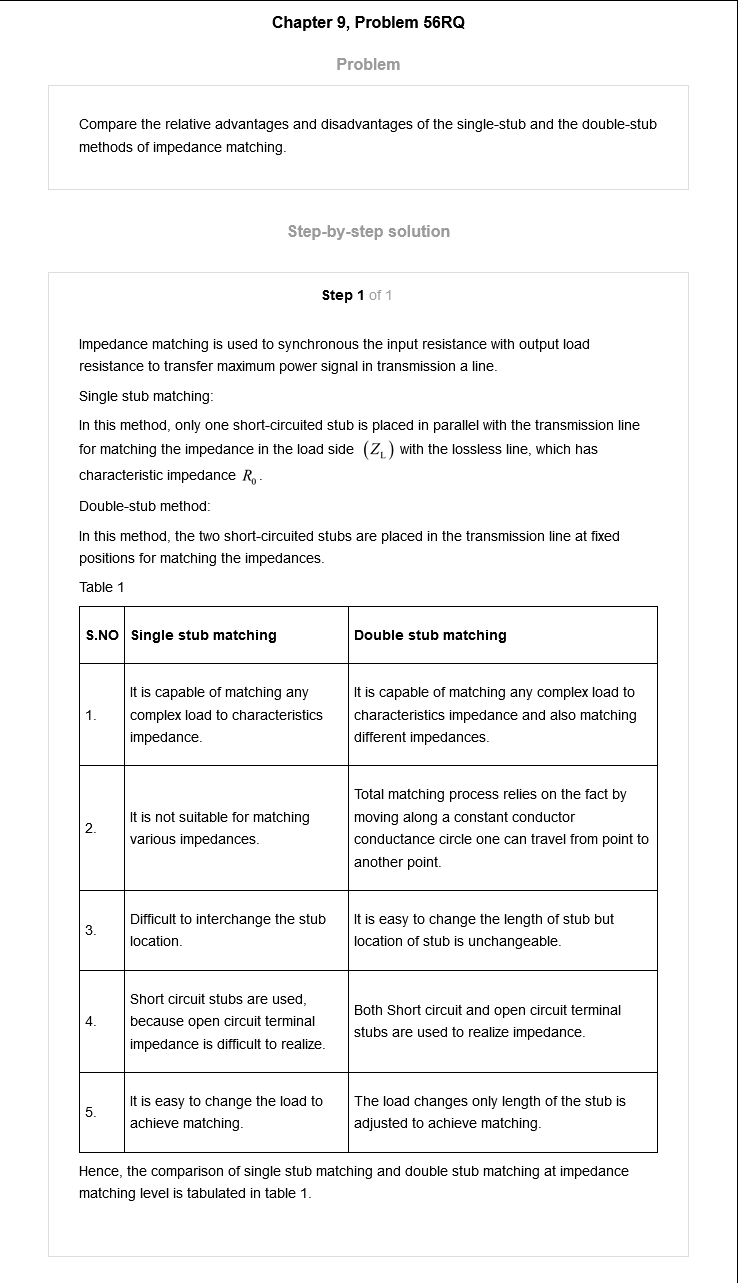 Chapter 9, Problem 56RQ
Problem
Compare the relative advantages and disadvantages of the single-stub and the double-stub
methods of impedance matching.
Step-by-step solution
Step 1 of 1
Impedance matching is used to synchronous the input resistance with output load
resistance to transfer maximum power signal in transmission a line.
Single stub matching:
In this method, only one short-circuited stub is placed in parallel with the transmission line
for matching the impedance in the load side (Z_L) with the lossless line, which has
characteristic impedance R_0.
Double-stub method:
In this method, the two short-circuited stubs are placed in the transmission line at fixed
positions for matching the impedances.
Table 1
S.NO Single stub matching Double stub matching
1.
It is capable of matching any
complex load to characteristics
impedance.
It is capable of matching any complex load to
characteristics impedance and also matching
different impedances.
2.
It is not suitable for matching
various impedances.
Total matching process relies on the fact by
moving along a constant conductor
conductance circle one can travel from point to
another point.
3.
Difficult to interchange the stub
location.
It is easy to change the length of stub but
location of stub is unchangeable.
4.
Short circuit stubs are used,
because open circuit terminal
impedance is difficult to realize.
Both Short circuit and open circuit terminal
stubs are used to realize impedance.
5.
It is easy to change the load to
achieve matching.
The load changes only length of the stub is
adjusted to achieve matching.
Hence, the comparison of single stub matching and double stub matching at impedance
matching level is tabulated in table 1.